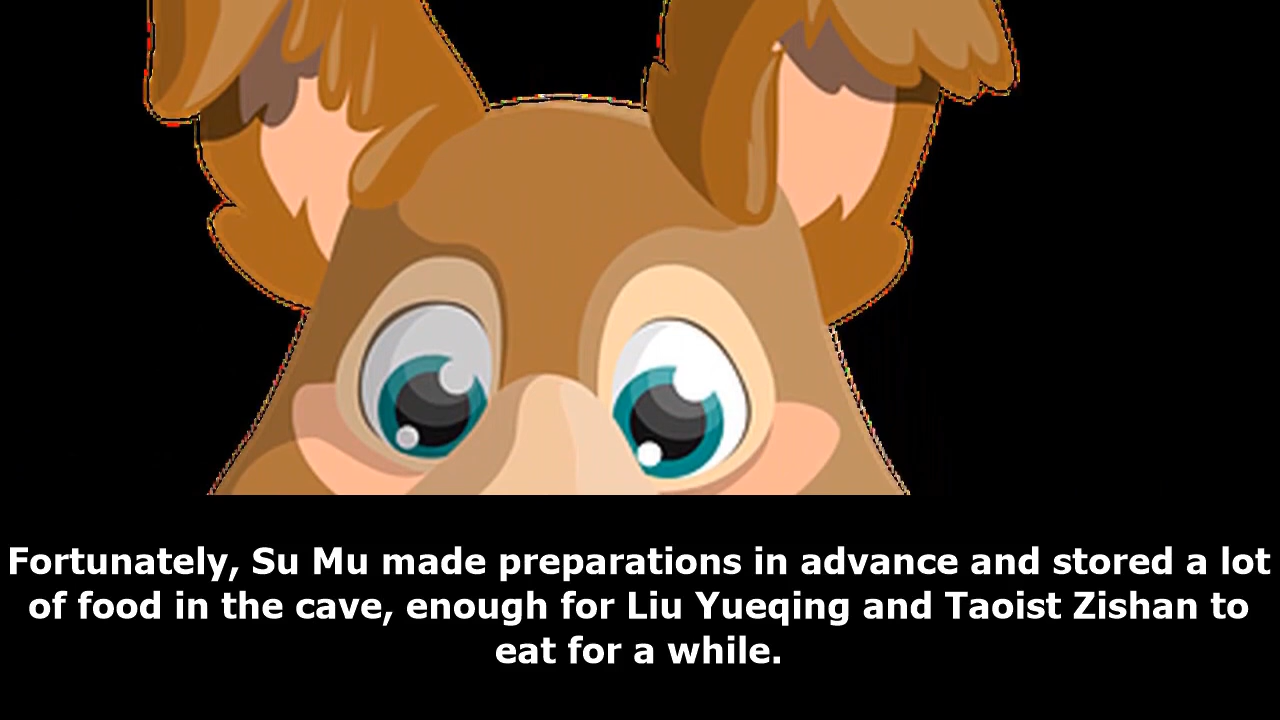 Fortunately, Su Mu made preparations in advance and stored a lot
of food in the cave, enough for Liu Yueqing and Taoist Zishan to
eat for a while.